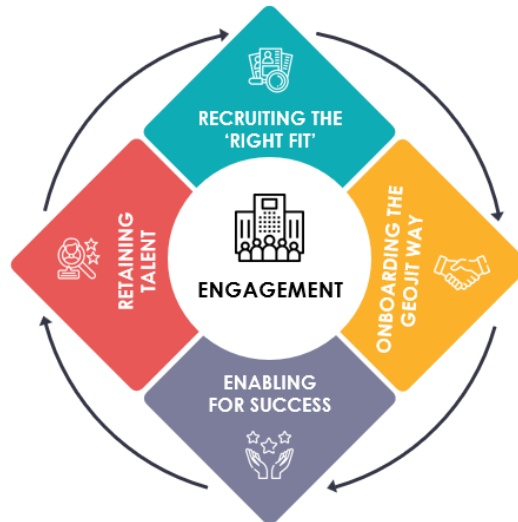 RECRUITING THE
‘RIGHT FIT’
ONBOARDING THE
GEOJIT WAY
ENABLING
FOR SUCCESS
RETAINING
TALENT
ENGAGEMENT